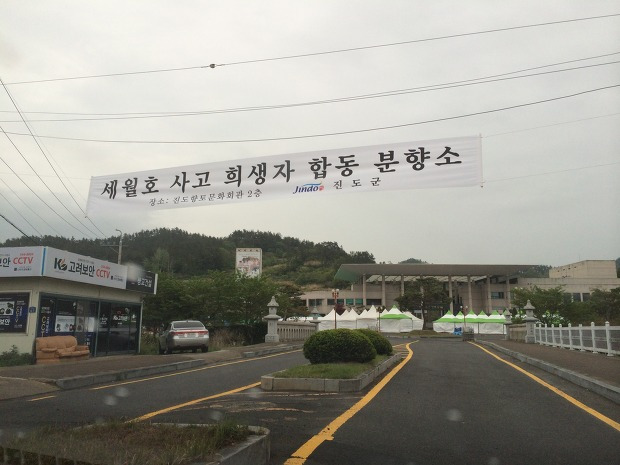 세월호 사고 희생자 합동 분향소
장소: 진도향토문화회관 2층
Jindo 진도군
CCTV
K 고려보안 CCTV